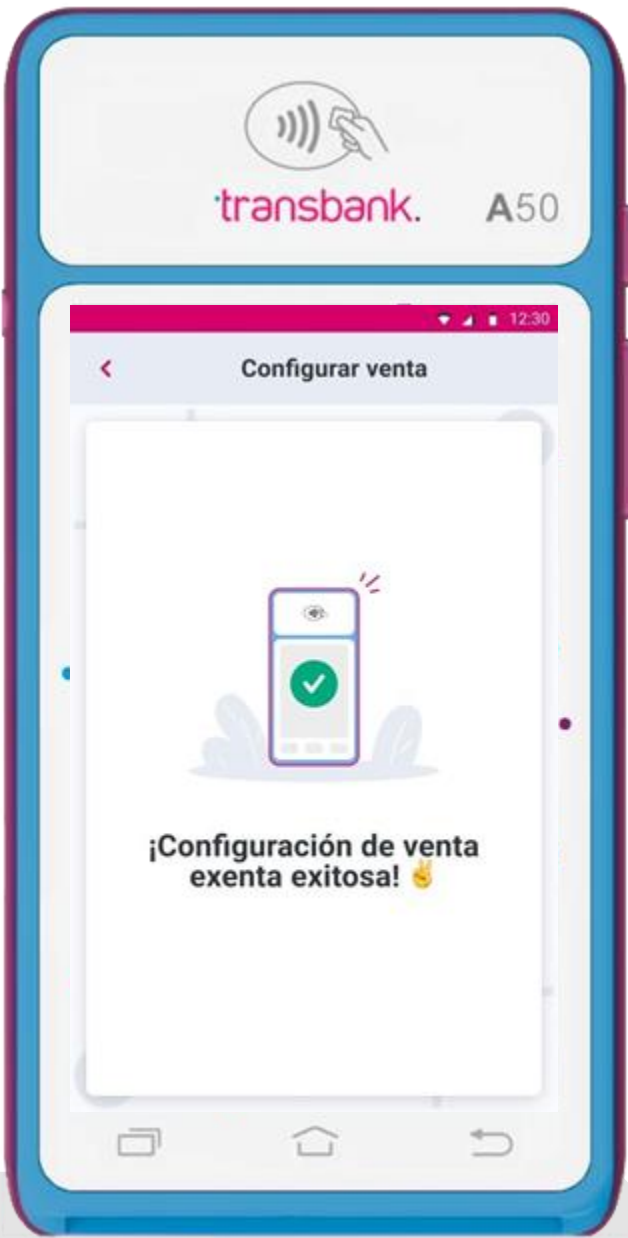 transbank.
A50
12:30
Configurar venta
¡Configuración de venta
exenta exitosa! ✌